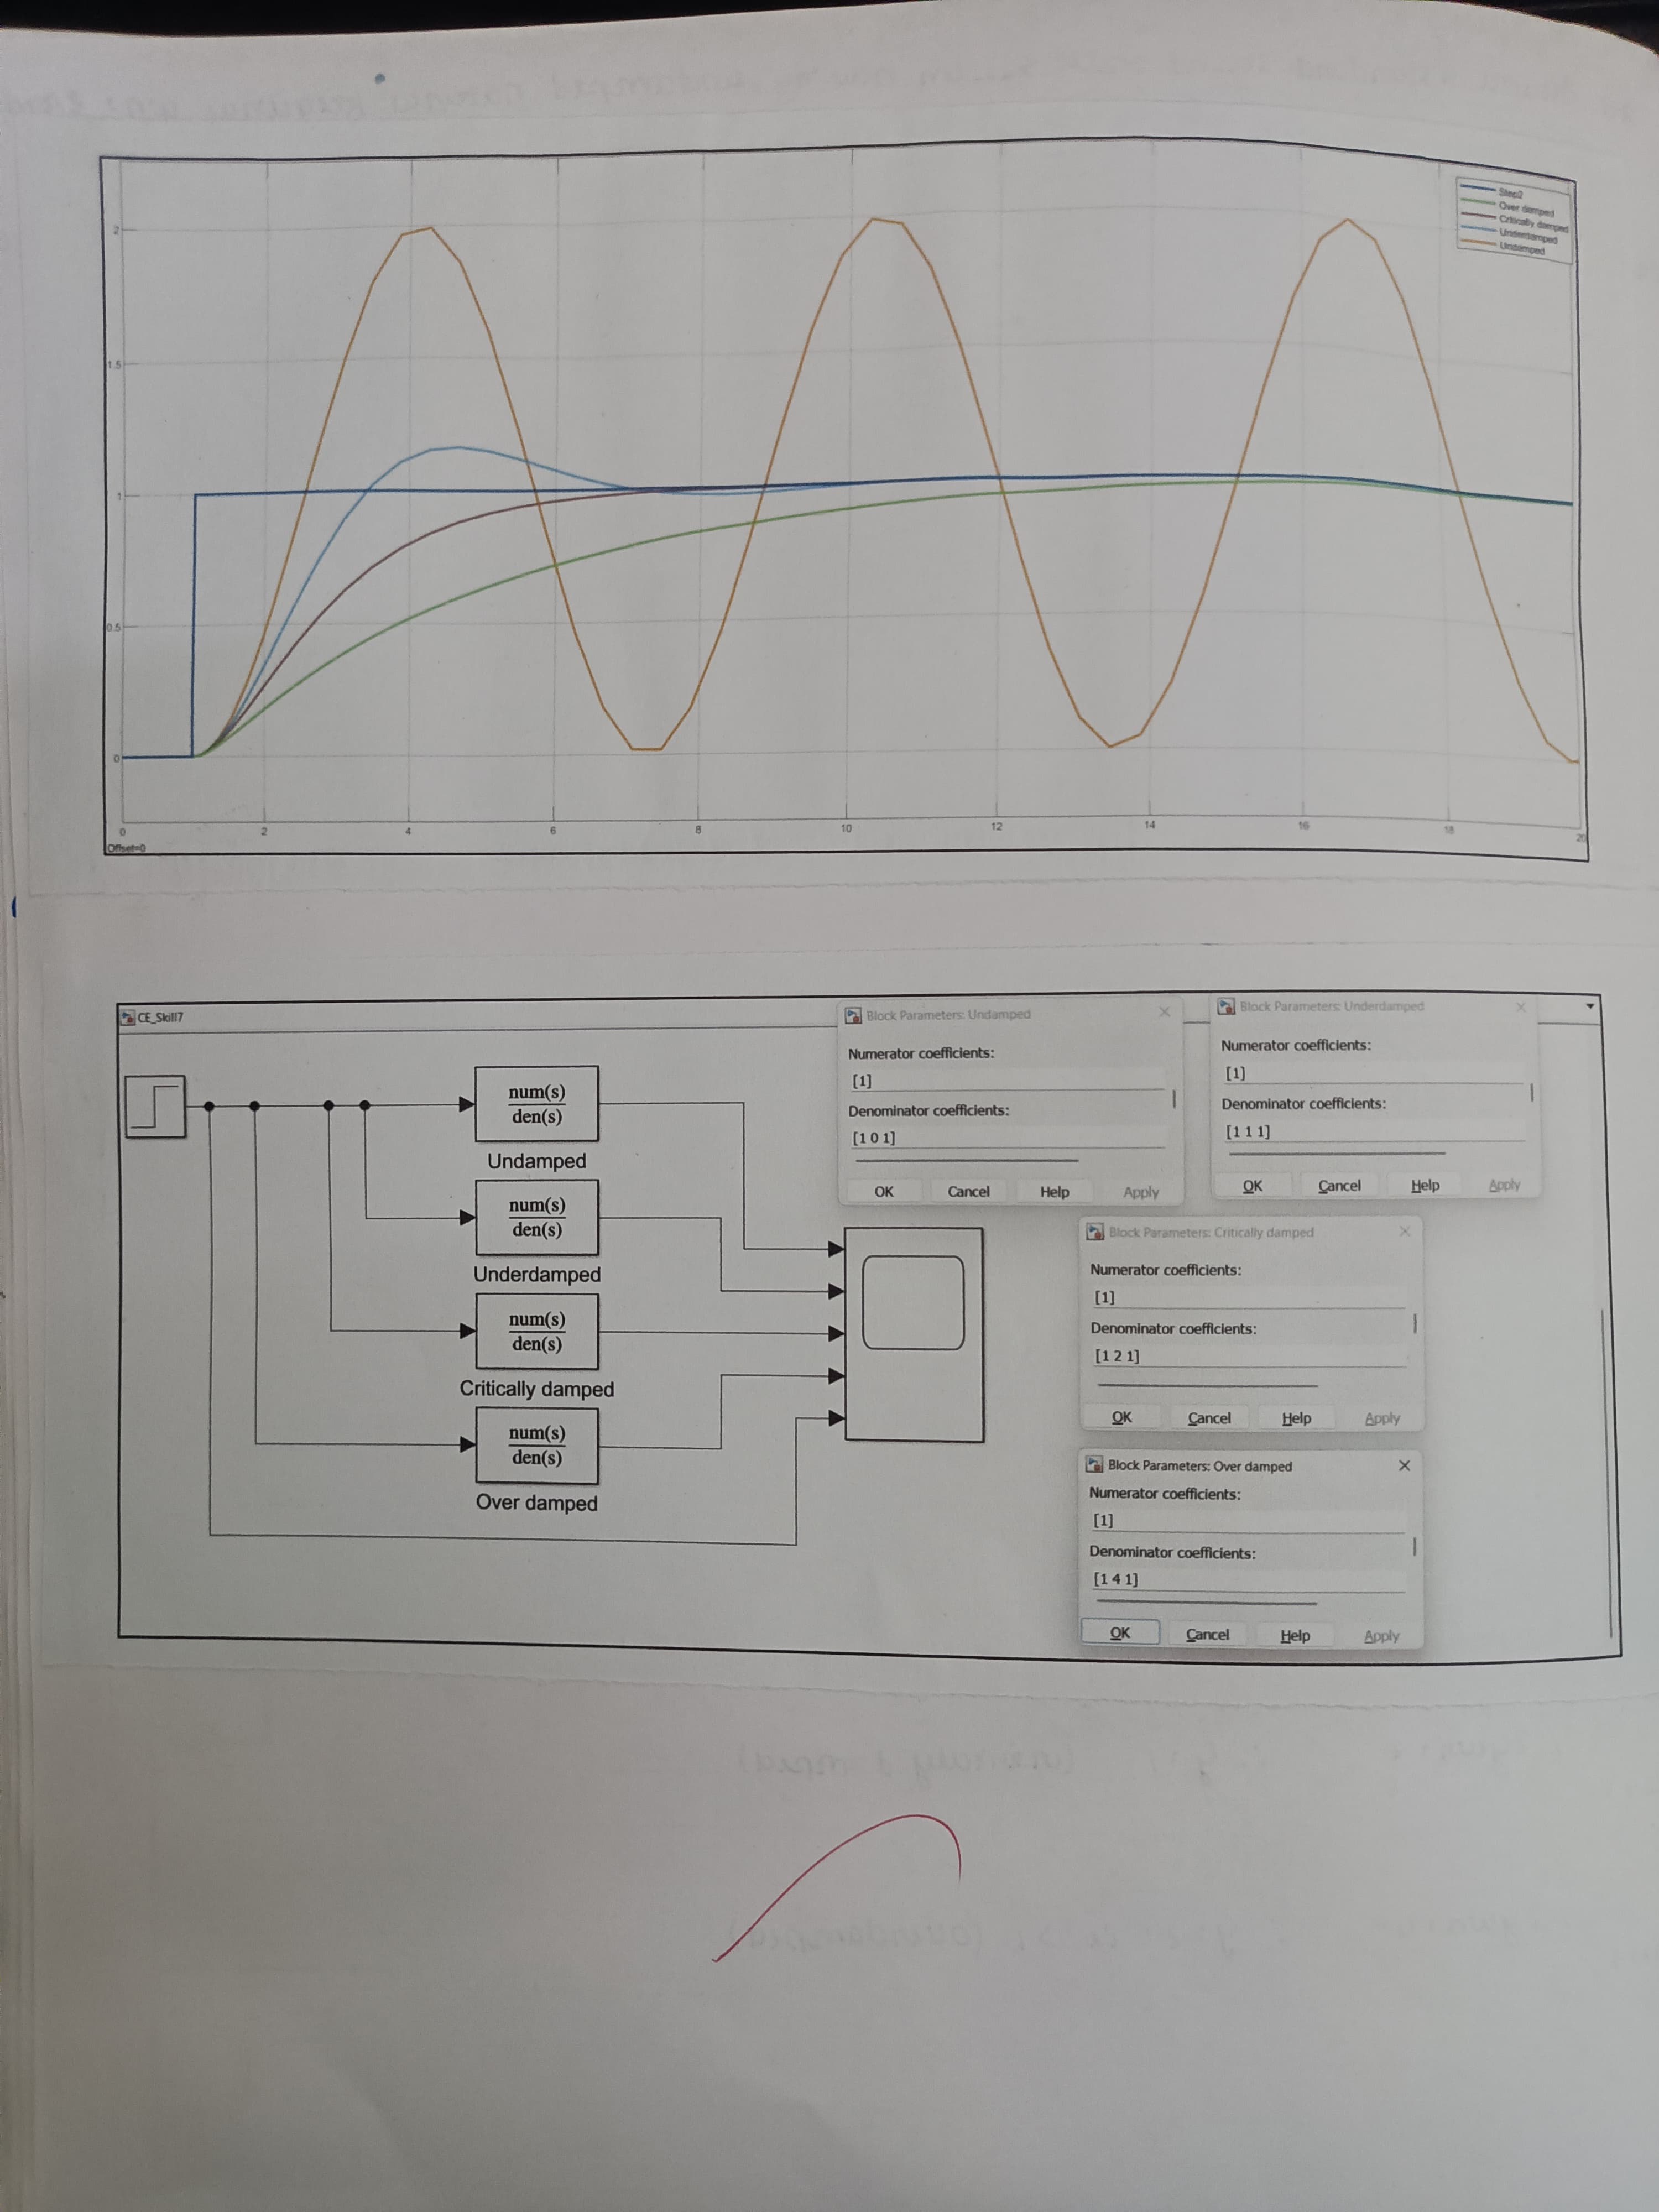 Step2
Over damped
Critically damped
Underdamped
Undamped
2
1.5
1
0.5
0
0 2 4 6 8 10 12 14 16 18 20
Offset=0
CE_Skill7
num(s)
den(s)
Undamped
num(s)
den(s)
Underdamped
num(s)
den(s)
Critically damped
num(s)
den(s)
Over damped
Block Parameters: Undamped
Numerator coefficients:
[1]
Denominator coefficients:
[1 0 1]
OK Cancel Help Apply
Block Parameters: Underdamped
Numerator coefficients:
[1]
Denominator coefficients:
[1 1 1]
OK Cancel Help Apply
Block Parameters: Critically damped
Numerator coefficients:
[1]
Denominator coefficients:
[1 2 1]
OK Cancel Help Apply
Block Parameters: Over damped
Numerator coefficients:
[1]
Denominator coefficients:
[1 4 1]
OK Cancel Help Apply